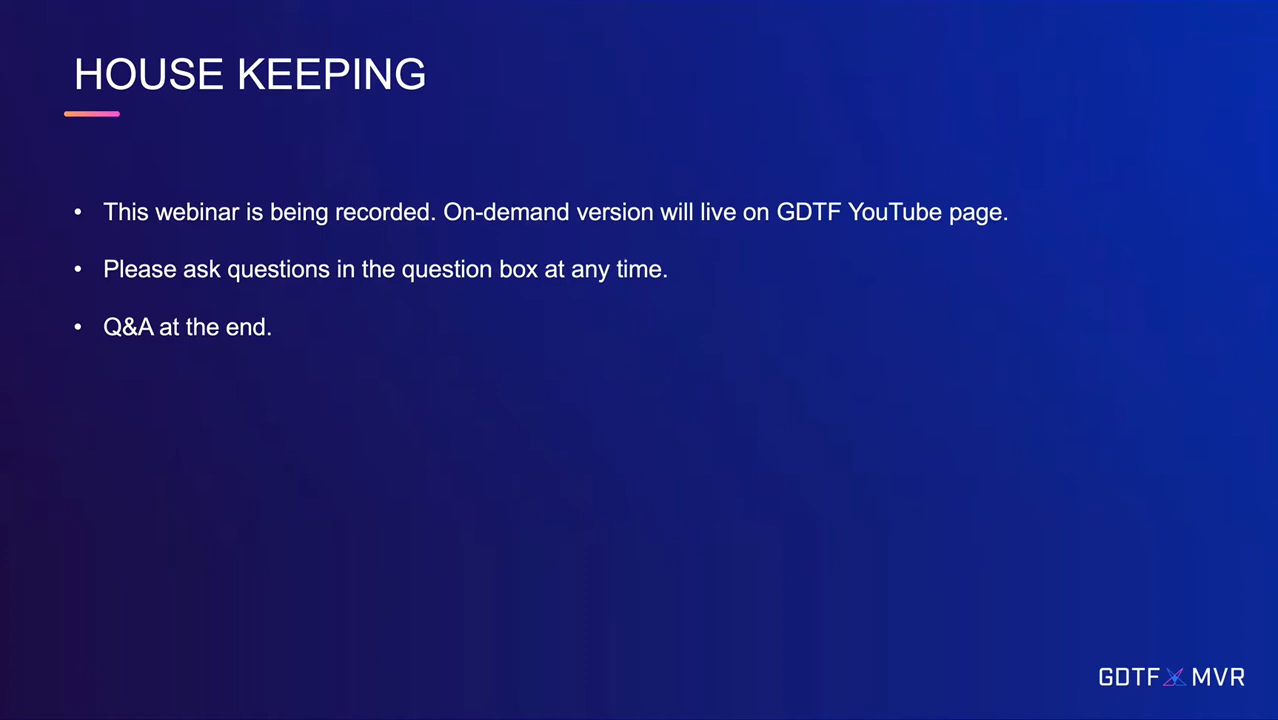 HOUSE KEEPING
• This webinar is being recorded. On-demand version will live on GDTF YouTube page.
• Please ask questions in the question box at any time.
• Q&A at the end.
GDTF MVR